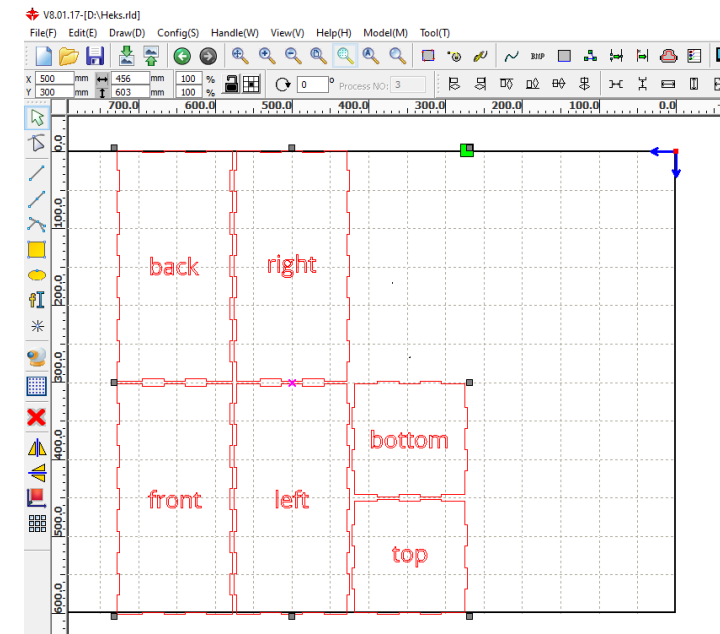 V8.01.17-[D:\Heks.rld]
File(F) Edit(E) Draw(D) Config(S) Handle(W) View(V) Help(H) Model(M) Tool(T)
BMP
X 500 mm 456 mm 100 %
Y 300 mm 603 mm 100 % 0 ° Process NO: 3
700.0 600.0 500.0 400.0 300.0 200.0 100.0 0.0
0.0
100.0
back right
200.0
300.0
400.0
bottom
front left
500.0
top
600.0